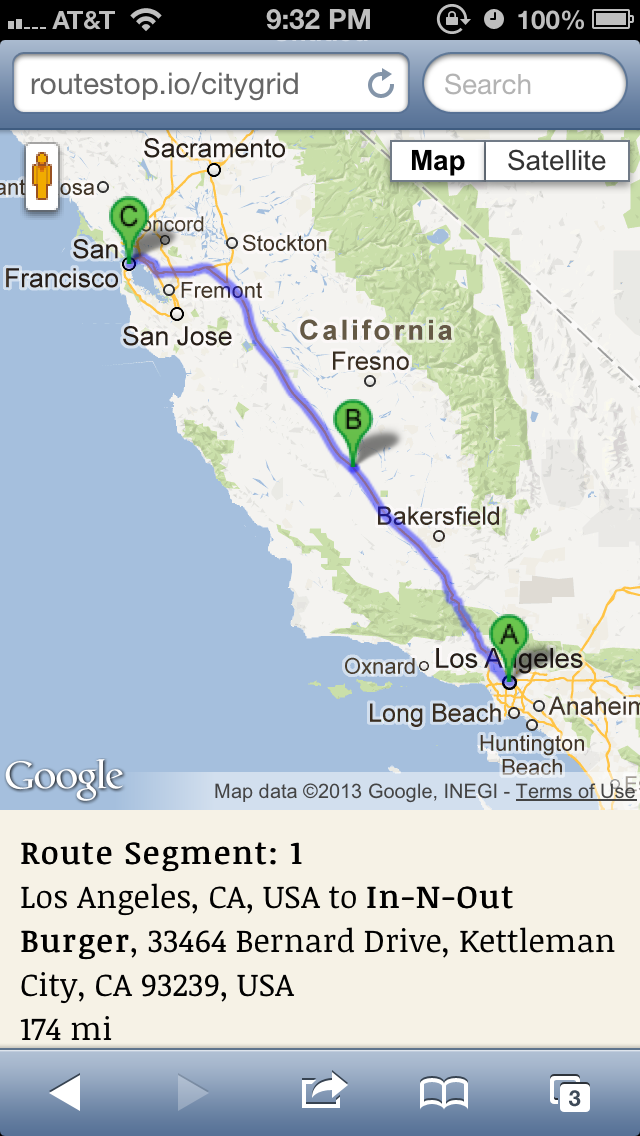 AT&T 9:32 PM 100%
routestop.io/citygrid Search
Map Satellite
Sacramento
osa
C
oncord
Stockton
San
Francisco
Fremont
San Jose
California
Fresno
B
Bakersfield
A
Oxnard Los Angeles
Long Beach Anaheim
Huntington
Beach
Google
Map data ©2013 Google, INEGI - Terms of Use
Route Segment: 1
Los Angeles, CA, USA to In-N-Out
Burger, 33464 Bernard Drive, Kettleman
City, CA 93239, USA
174 mi
3